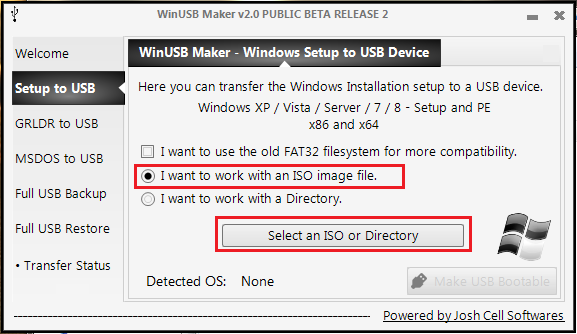 WinUSB Maker v2.0 PUBLIC BETA RELEASE 2
Welcome
Setup to USB
GRLDR to USB
MSDOS to USB
Full USB Backup
Full USB Restore
• Transfer Status
WinUSB Maker - Windows Setup to USB Device
Here you can transfer the Windows Installation setup to a USB device.
Windows XP / Vista / Server / 7 / 8 - Setup and PE
x86 and x64
I want to use the old FAT32 filesystem for more compatibility.
I want to work with an ISO image file.
I want to work with a Directory.
Select an ISO or Directory
Detected OS: None
Make USB Bootable
Powered by Josh Cell Softwares